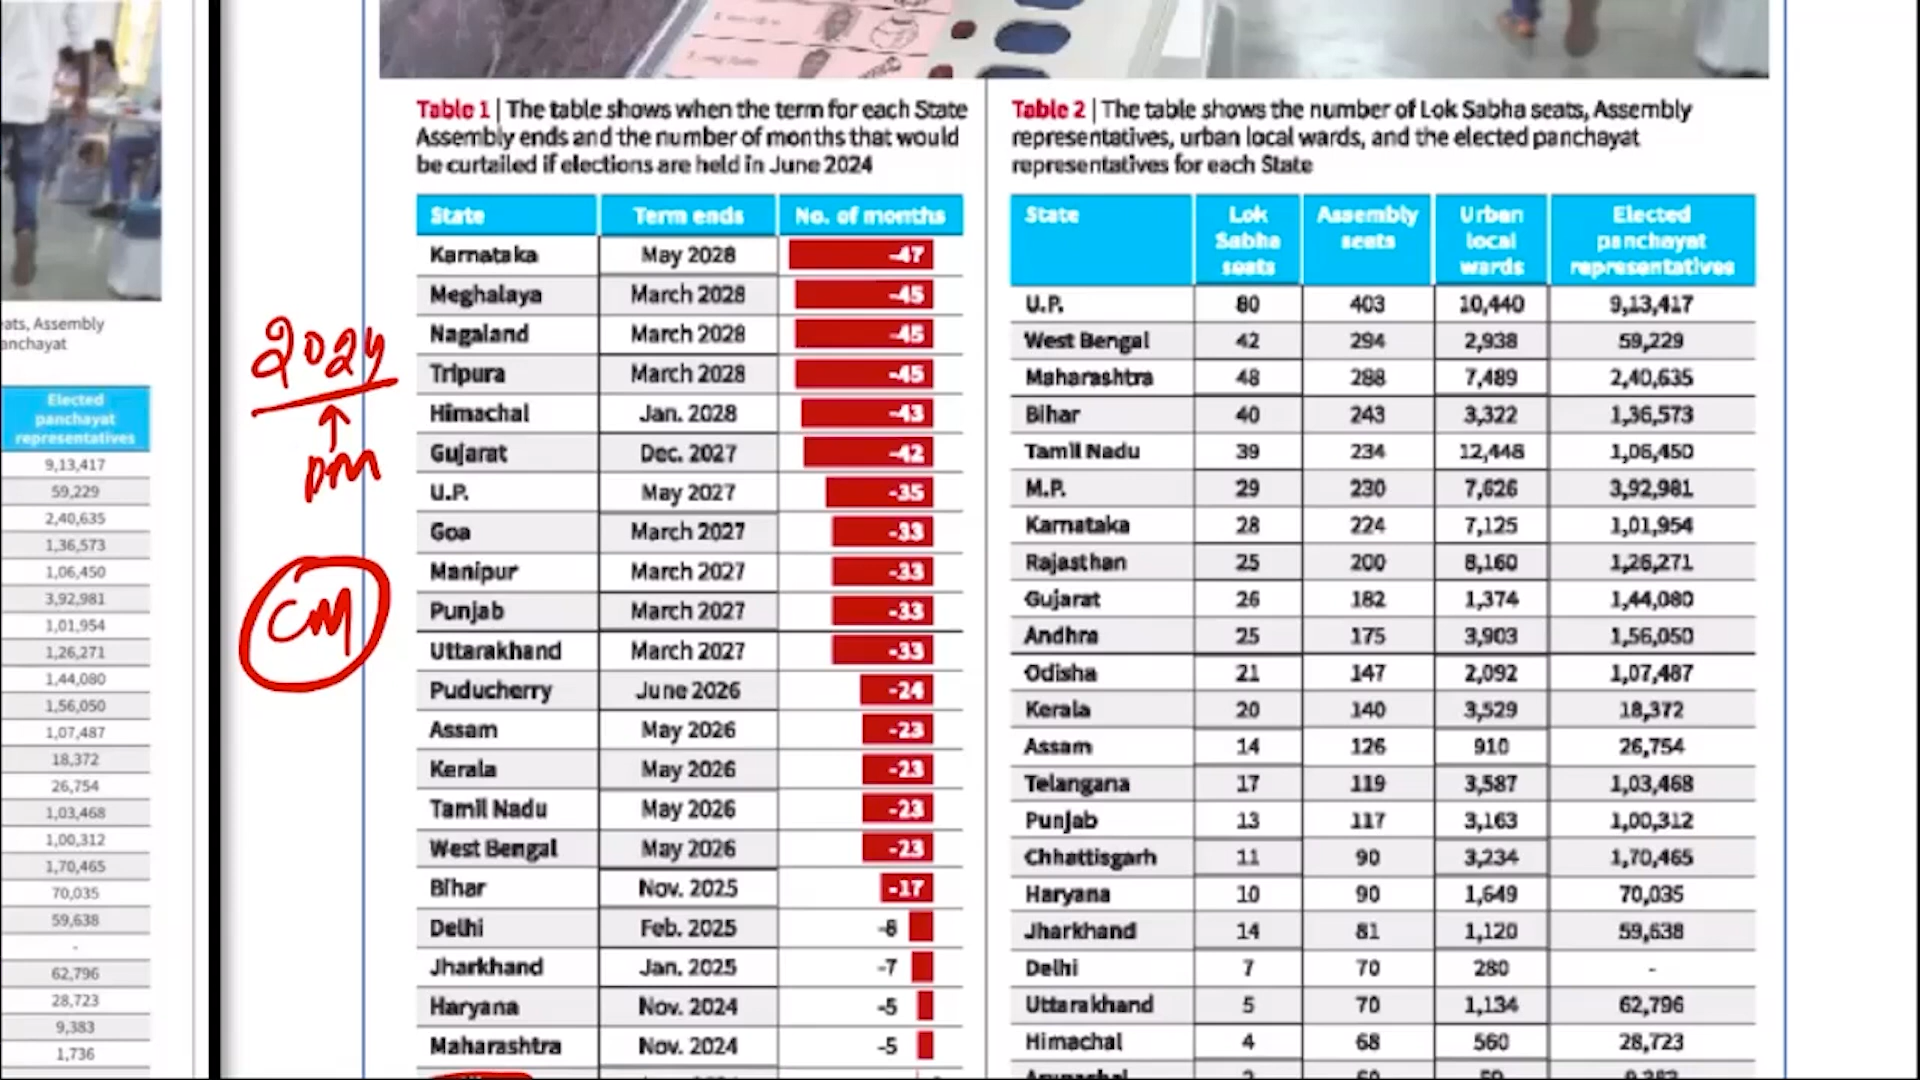 eats, Assembly
anchayat
Elected
panchayat
representatives
9,13,417
59,229
2,40,635
1,36,573
1,06,450
3,92,981
1,01,954
1,26,271
1,44,080
1,56,050
1,07,487
18,372
26,754
1,03,468
1,00,312
1,70,465
70,035
59,638
-
62,796
28,723
9,383
1,736
2024
PM
CM
Table 1 | The table shows when the term for each State
Assembly ends and the number of months that would
be curtailed if elections are held in June 2024
State Term ends No. of months
Karnataka May 2028 -47
Meghalaya March 2028 -45
Nagaland March 2028 -45
Tripura March 2028 -45
Himachal Jan. 2028 -43
Gujarat Dec. 2027 -42
U.P. May 2027 -35
Goa March 2027 -33
Manipur March 2027 -33
Punjab March 2027 -33
Uttarakhand March 2027 -33
Puducherry June 2026 -24
Assam May 2026 -23
Kerala May 2026 -23
Tamil Nadu May 2026 -23
West Bengal May 2026 -23
Bihar Nov. 2025 -17
Delhi Feb. 2025 -8
Jharkhand Jan. 2025 -7
Haryana Nov. 2024 -5
Maharashtra Nov. 2024 -5
Table 2 | The table shows the number of Lok Sabha seats, Assembly
representatives, urban local wards, and the elected panchayat
representatives for each State
State Lok Assembly Urban Elected
Sabha seats local panchayat
seats wards representatives
U.P. 80 403 10,440 9,13,417
West Bengal 42 294 2,938 59,229
Maharashtra 48 288 7,489 2,40,635
Bihar 40 243 3,322 1,36,573
Tamil Nadu 39 234 12,448 1,06,450
M.P. 29 230 7,626 3,92,981
Karnataka 28 224 7,125 1,01,954
Rajasthan 25 200 8,160 1,26,271
Gujarat 26 182 1,374 1,44,080
Andhra 25 175 3,903 1,56,050
Odisha 21 147 2,092 1,07,487
Kerala 20 140 3,529 18,372
Assam 14 126 910 26,754
Telangana 17 119 3,587 1,03,468
Punjab 13 117 3,163 1,00,312
Chhattisgarh 11 90 3,234 1,70,465
Haryana 10 90 1,649 70,035
Jharkhand 14 81 1,120 59,638
Delhi 7 70 280 -
Uttarakhand 5 70 1,134 62,796
Himachal 4 68 560 28,723